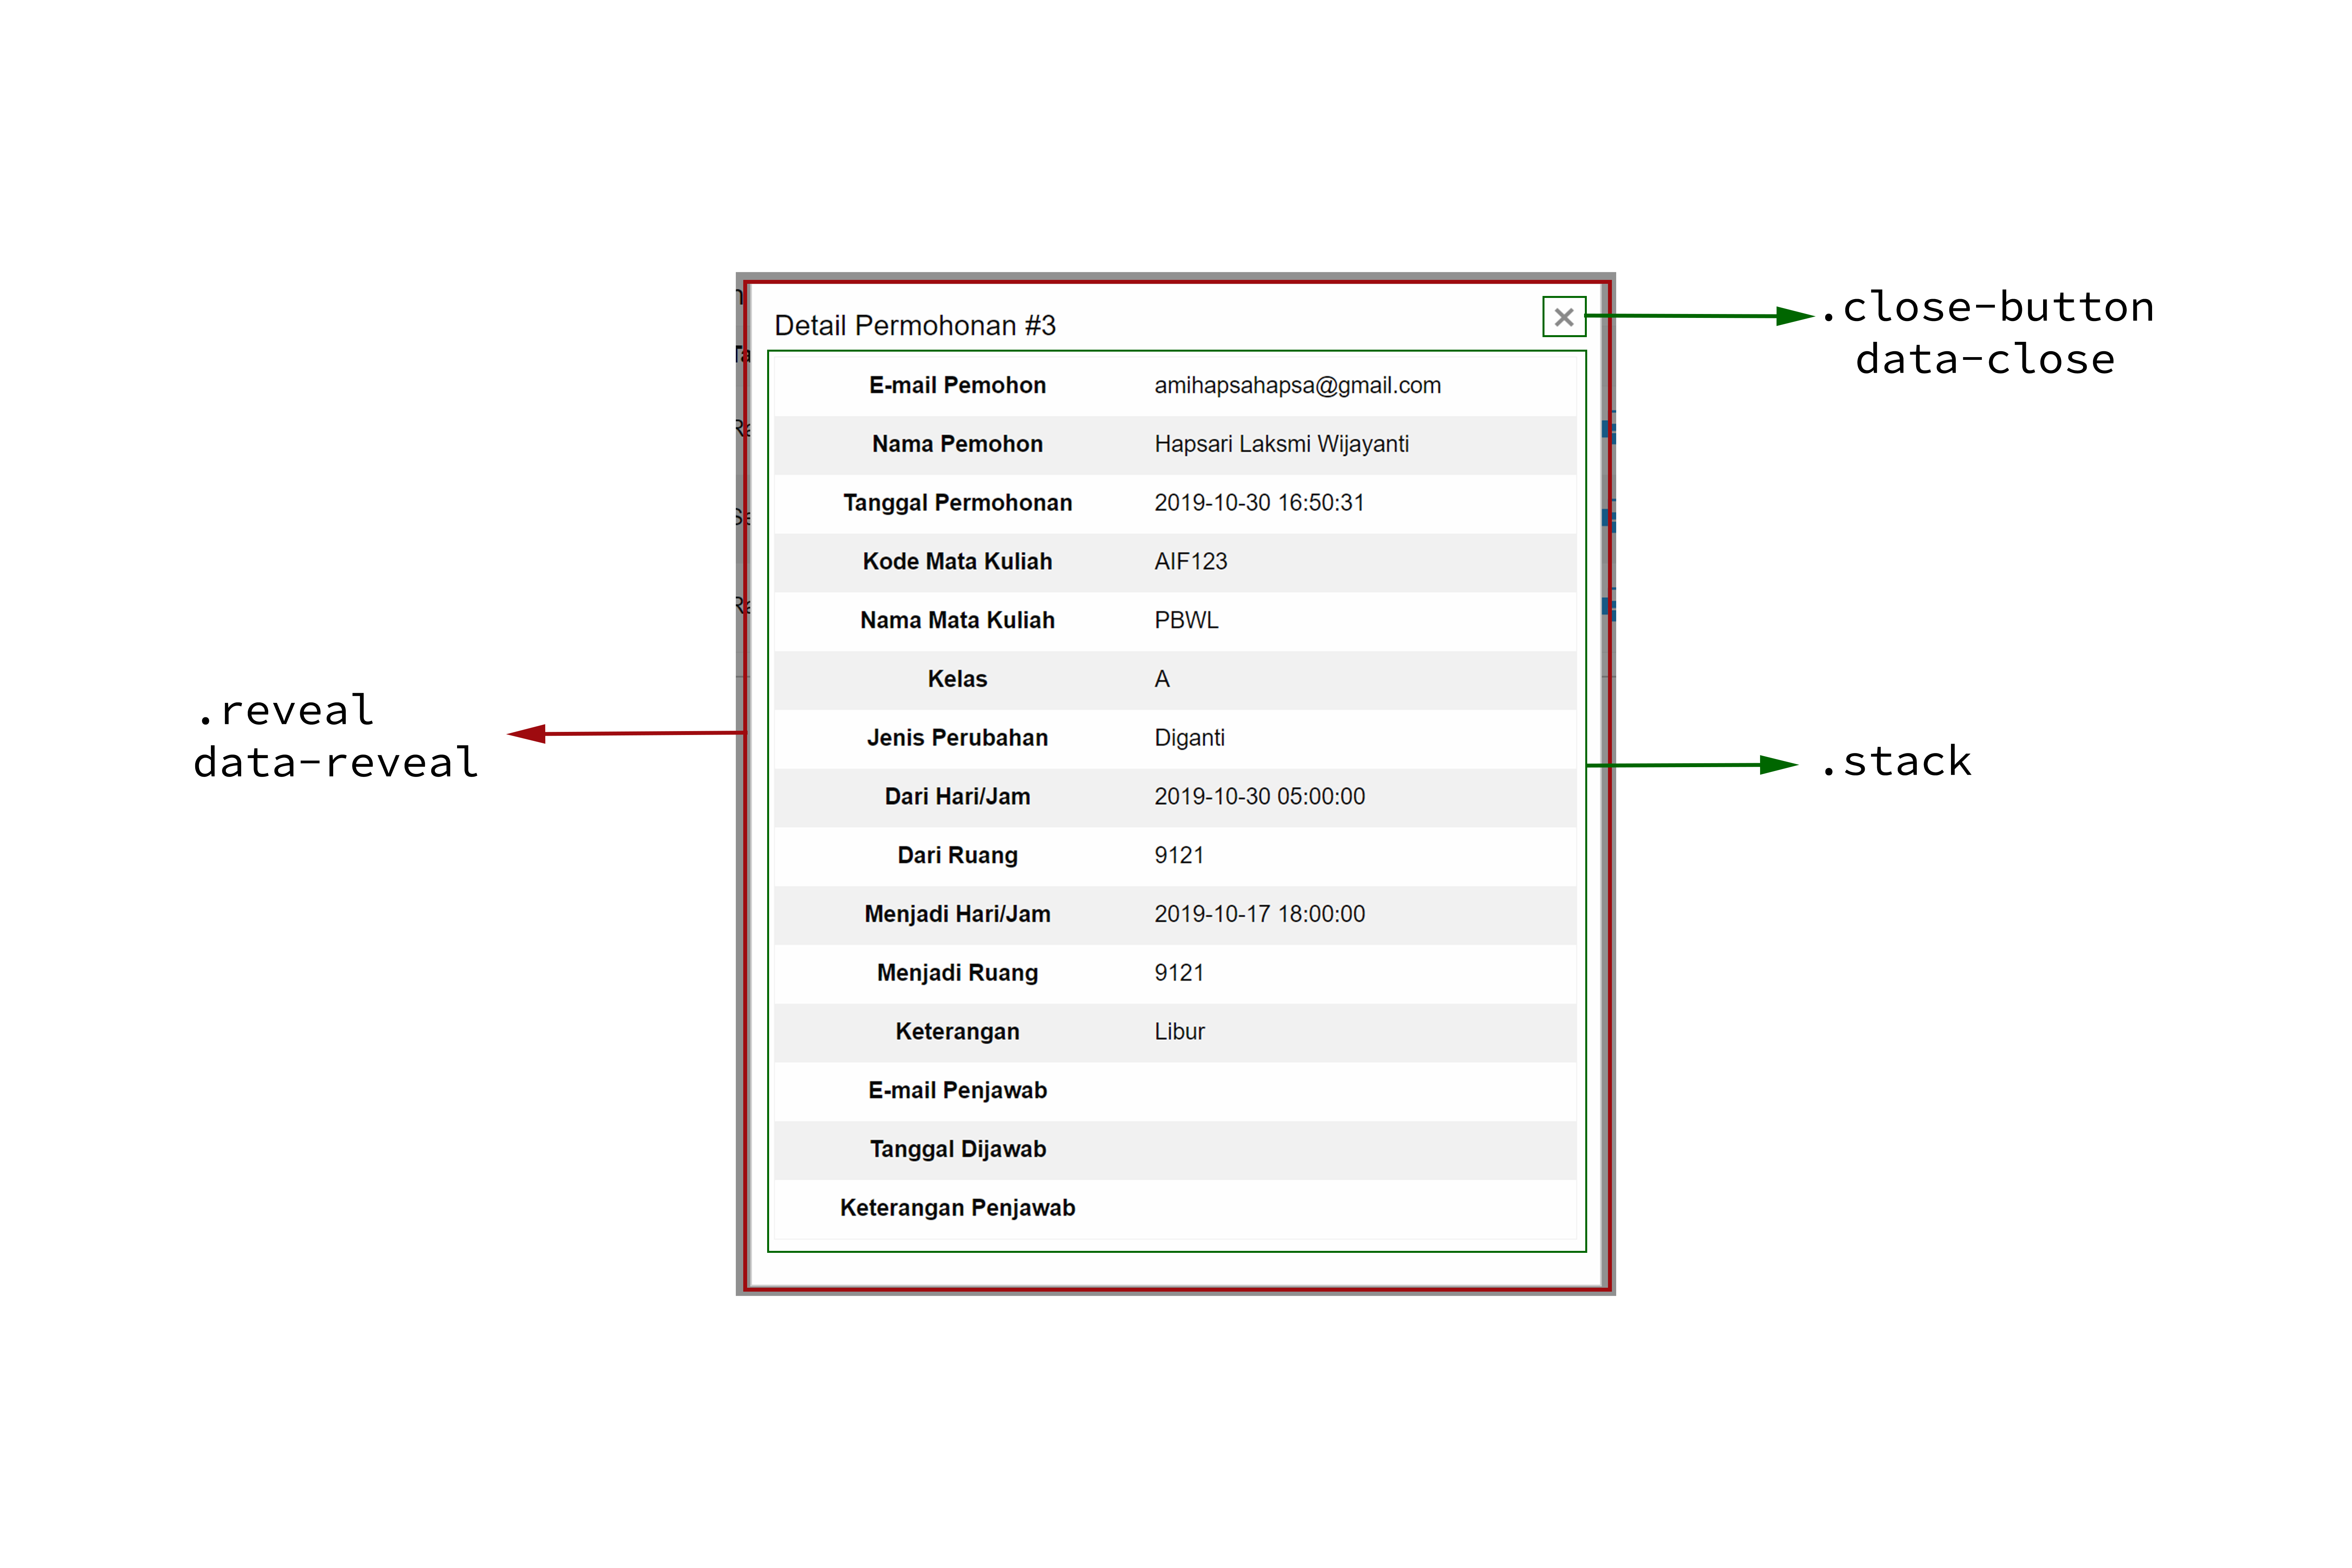 Detail Permohonan #3
.close-button
data-close
E-mail Pemohon amihapsahapsa@gmail.com
Nama Pemohon Hapsari Laksmi Wijayanti
Tanggal Permohonan 2019-10-30 16:50:31
Kode Mata Kuliah AIF123
Nama Mata Kuliah PBWL
Kelas A
.reveal
data-reveal
Jenis Perubahan Diganti
.stack
Dari Hari/Jam 2019-10-30 05:00:00
Dari Ruang 9121
Menjadi Hari/Jam 2019-10-17 18:00:00
Menjadi Ruang 9121
Keterangan Libur
E-mail Penjawab
Tanggal Dijawab
Keterangan Penjawab